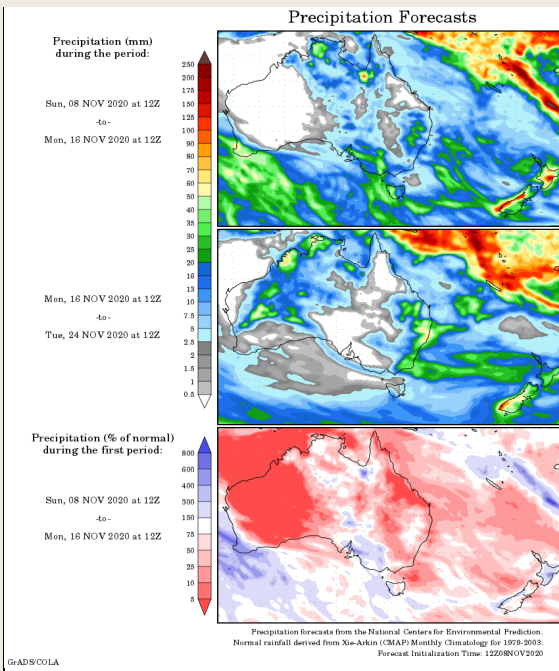 Precipitation Forecasts
Precipitation (mm)
during the period:
Sun, 08 NOV 2020 at 12Z
-to-
Mon, 16 NOV 2020 at 12Z
250
200
175
150
125
100
90
80
70
60
50
40
35
30
25
20
16
13
10
7.5
5
2.5
2
1.5
1
0.5
Mon, 16 NOV 2020 at 12Z
-to-
Tue, 24 NOV 2020 at 12Z
Precipitation (% of normal)
during the first period:
Sun, 08 NOV 2020 at 12Z
-to-
Mon, 16 NOV 2020 at 12Z
800
600
400
300
150
75
50
25
10
5
Precipitation forecasts from the National Centers for Environmental Prediction.
Normal rainfall derived from Xie-Arkin (CMAP) Monthly Climatology for 1979-2003.
Forecast Initialization Time: 12Z08NOV2020
GrADS/COLA